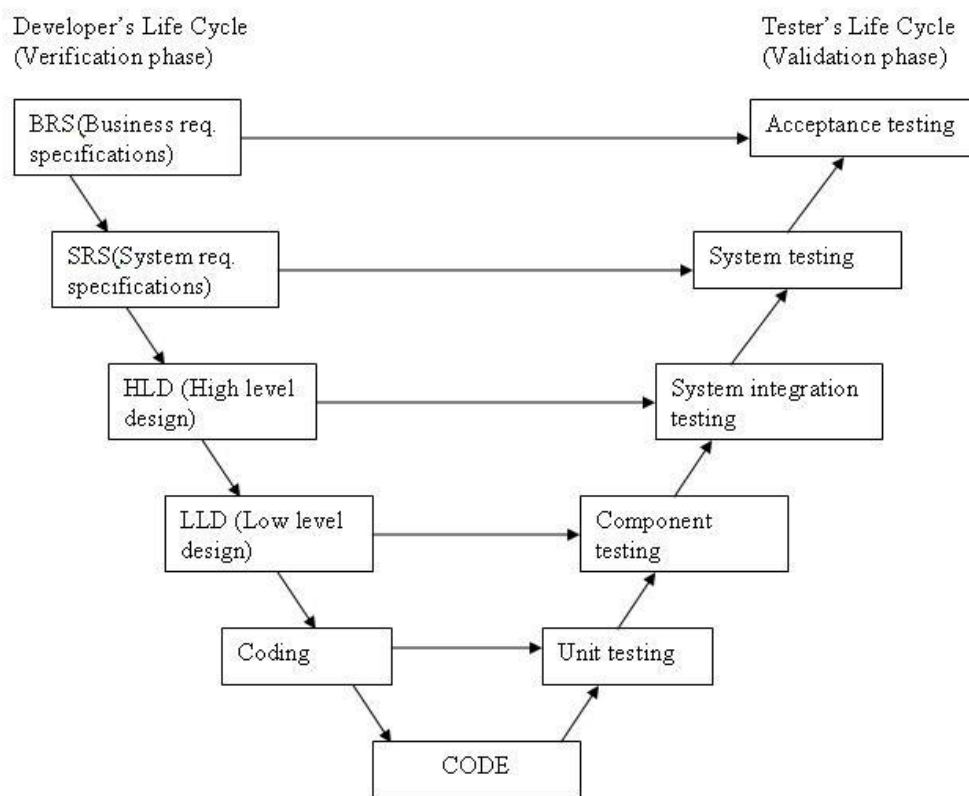 Developer's Life Cycle
(Verification phase)
Tester's Life Cycle
(Validation phase)
BRS(Business req.
specifications)
Acceptance testing
SRS(System req.
specifications)
System testing
HLD (High level
design)
System integration
testing
LLD (Low level
design)
Component
testing
Coding
Unit testing
CODE